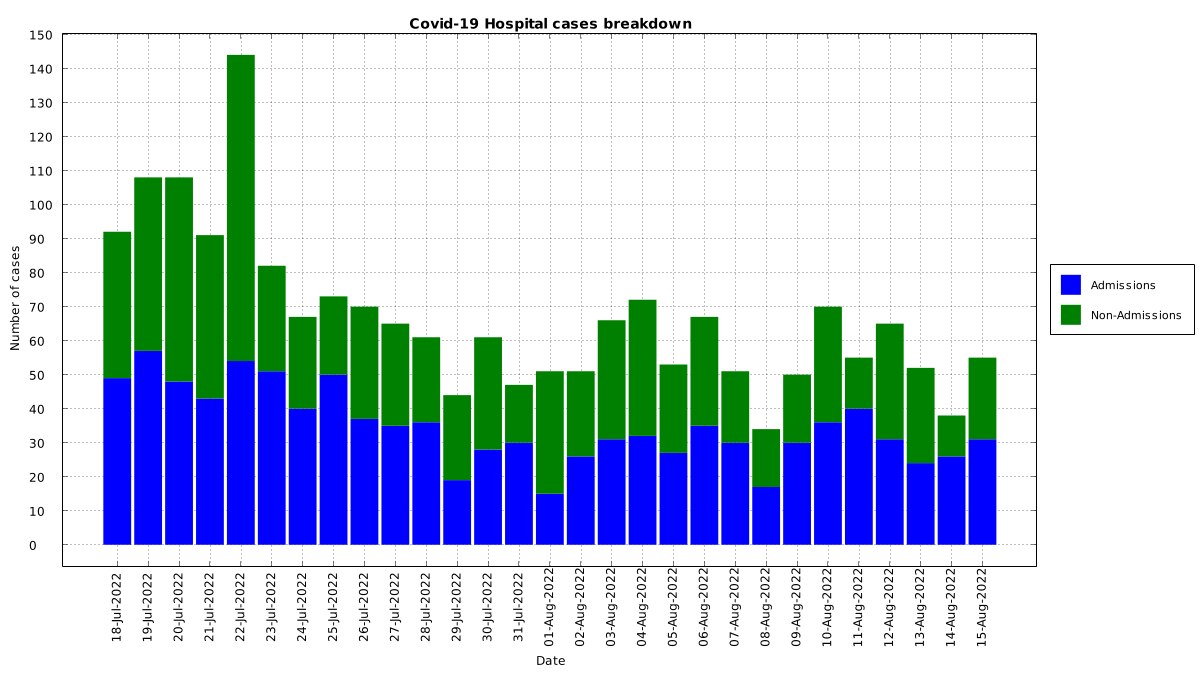 Covid-19 Hospital cases breakdown
150
140
130
120
110
100
90
80
70
60
50
40
30
20
10
0
Number of cases
18-Jul-2022
19-Jul-2022
20-Jul-2022
21-Jul-2022
22-Jul-2022
23-Jul-2022
24-Jul-2022
25-Jul-2022
26-Jul-2022
27-Jul-2022
28-Jul-2022
29-Jul-2022
30-Jul-2022
31-Jul-2022
01-Aug-2022
02-Aug-2022
03-Aug-2022
04-Aug-2022
05-Aug-2022
06-Aug-2022
07-Aug-2022
08-Aug-2022
09-Aug-2022
10-Aug-2022
11-Aug-2022
12-Aug-2022
13-Aug-2022
14-Aug-2022
15-Aug-2022
Date
Admissions
Non-Admissions